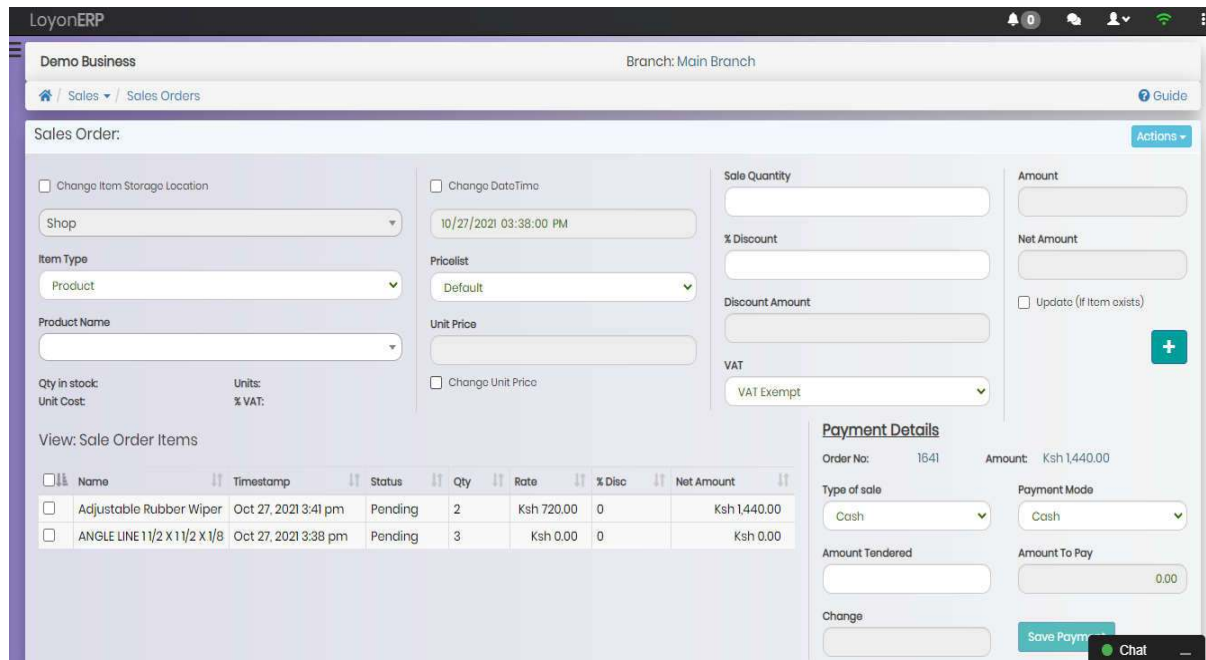 LoyonERP
0
Demo Business
Branch: Main Branch
/ Sales / Sales Orders
Guide
Sales Order:
Actions
Change Item Storage Location
Shop
Item Type
Product
Product Name
Qty in stock:
Units:
Unit Cost:
% VAT:
Change DateTime
10/27/2021 03:38:00 PM
Pricelist
Default
Unit Price
Change Unit Price
Sale Quantity
% Discount
Discount Amount
VAT
VAT Exempt
Amount
Net Amount
Update (If Item exists)
+
View: Sale Order Items
Name Timestamp Status Qty Rate % Disc Net Amount
Adjustable Rubber Wiper Oct 27, 2021 3:41 pm Pending 2 Ksh 720.00 0 Ksh 1,440.00
ANGLE LINE 1 1/2 X 1 1/2 X 1/8 Oct 27, 2021 3:38 pm Pending 3 Ksh 0.00 0 Ksh 0.00
Payment Details
Order No: 1641 Amount: Ksh 1,440.00
Type of sale
Cash
Payment Mode
Cash
Amount Tendered
Amount To Pay
0.00
Change
Save Paym
Chat